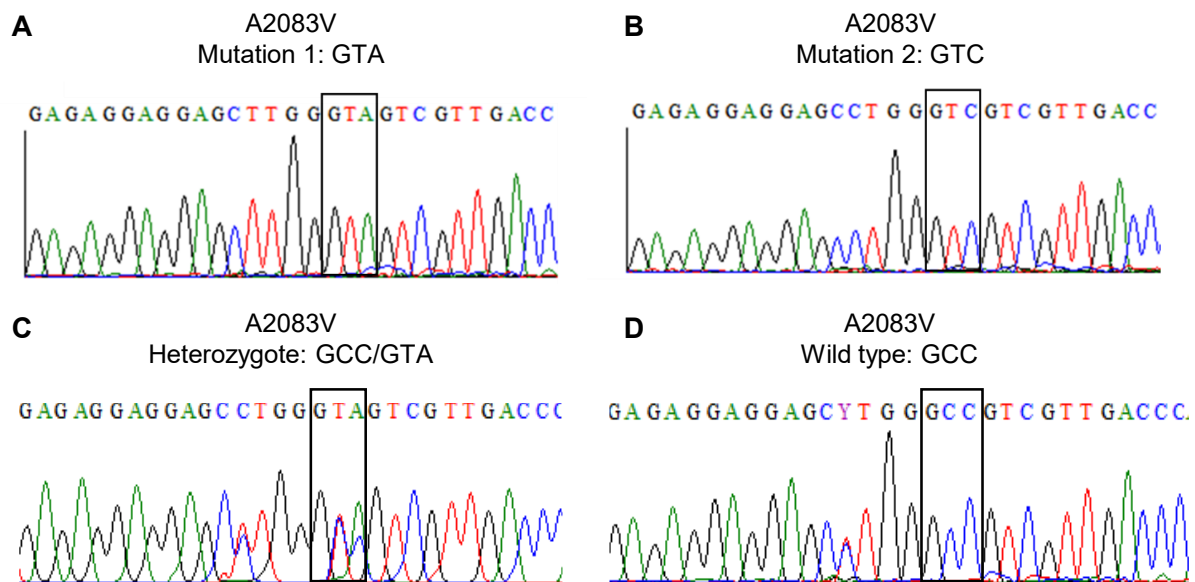 A
A2083V
Mutation 1: GTA
GAGAGGAGGAGCTTGGGTAGTCGTTGACC
B
A2083V
Mutation 2: GTC
GAGAGGAGGAGCCTGGGTCGTCGTTGACC
C
A2083V
Heterozygote: GCC/GTA
GAGAGGAGGAGCCTGGGTAGTCGTTGACCC
D
A2083V
Wild type: GCC
GAGAGGAGGAGCYTGGGCCGTCGTTGACCC